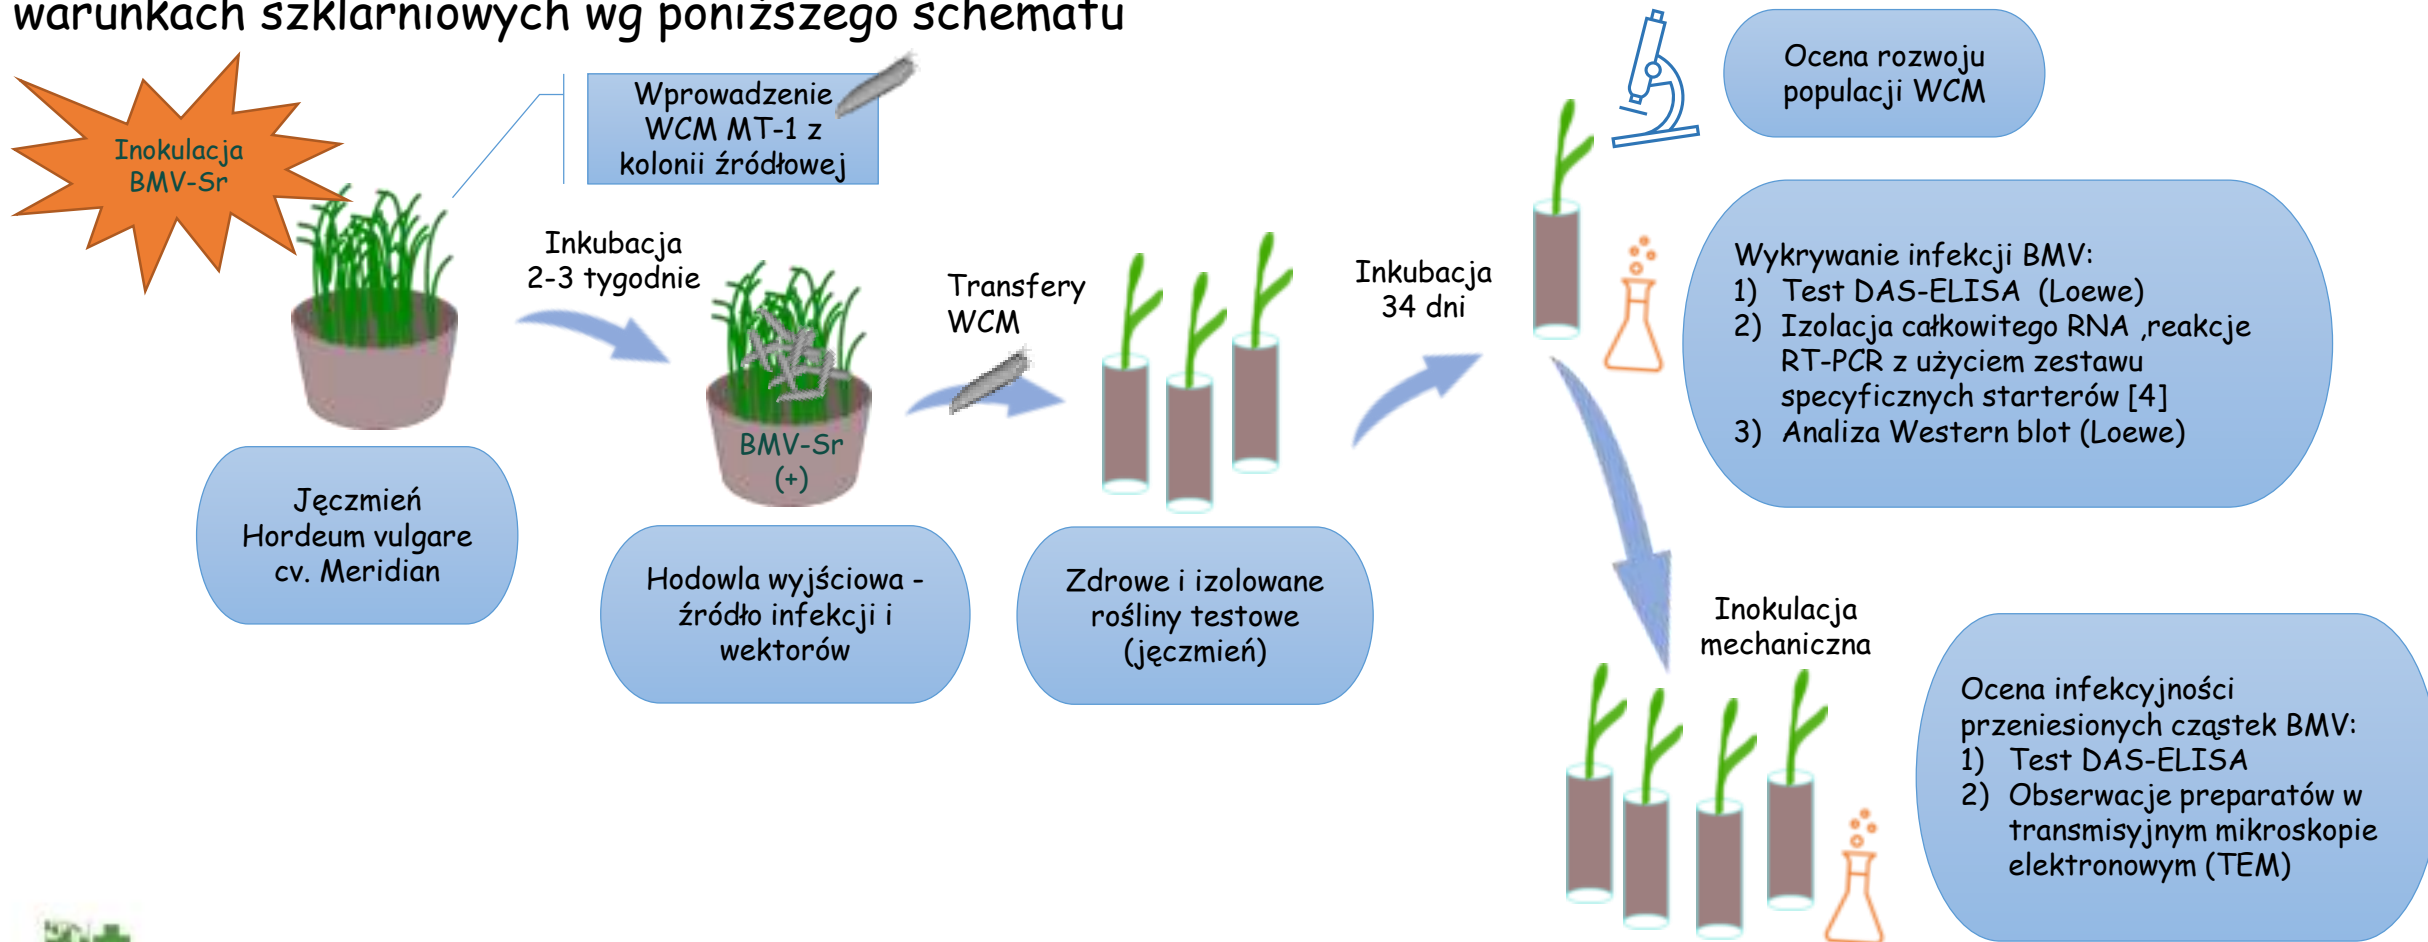 warunkach szklarniowych wg poniższego schematu
Inokulacja
BMV-Sr
Wprowadzenie
WCM MT-1 z
kolonii źródłowej
Inkubacja
2-3 tygodnie
Jęczmień
Hordeum vulgare
cv. Meridian
BMV-Sr
(+)
Hodowla wyjściowa -
źródło infekcji i
wektorów
Transfery
WCM
Zdrowe i izolowane
rośliny testowe
(jęczmień)
Inkubacja
34 dni
Ocena rozwoju
populacji WCM
Wykrywanie infekcji BMV:
1) Test DAS-ELISA (Loewe)
2) Izolacja całkowitego RNA ,reakcje
RT-PCR z użyciem zestawu
specyficznych starterów [4]
3) Analiza Western blot (Loewe)
Inokulacja
mechaniczna
Ocena infekcyjności
przeniesionych cząstek BMV:
1) Test DAS-ELISA
2) Obserwacje preparatów w
transmisyjnym mikroskopie
elektronowym (TEM)